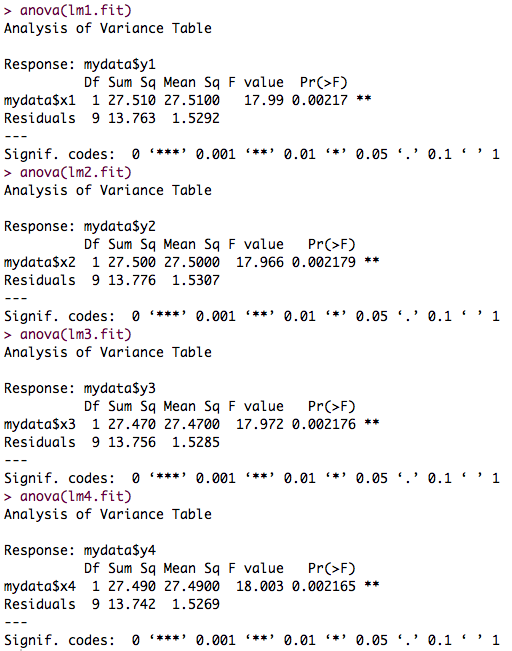 > anova(lm1.fit)
Analysis of Variance Table

Response: mydata$y1
          Df Sum Sq Mean Sq F value  Pr(>F)
mydata$x1  1 27.510 27.5100   17.99 0.00217 **
Residuals  9 13.763  1.5292
---
Signif. codes:  0 ‘***’ 0.001 ‘**’ 0.01 ‘*’ 0.05 ‘.’ 0.1 ‘ ’ 1
> anova(lm2.fit)
Analysis of Variance Table

Response: mydata$y2
          Df Sum Sq Mean Sq F value   Pr(>F)
mydata$x2  1 27.500 27.5000  17.966 0.002179 **
Residuals  9 13.776  1.5307
---
Signif. codes:  0 ‘***’ 0.001 ‘**’ 0.01 ‘*’ 0.05 ‘.’ 0.1 ‘ ’ 1
> anova(lm3.fit)
Analysis of Variance Table

Response: mydata$y3
          Df Sum Sq Mean Sq F value   Pr(>F)
mydata$x3  1 27.470 27.4700  17.972 0.002176 **
Residuals  9 13.756  1.5285
---
Signif. codes:  0 ‘***’ 0.001 ‘**’ 0.01 ‘*’ 0.05 ‘.’ 0.1 ‘ ’ 1
> anova(lm4.fit)
Analysis of Variance Table

Response: mydata$y4
          Df Sum Sq Mean Sq F value   Pr(>F)
mydata$x4  1 27.490 27.4900  18.003 0.002165 **
Residuals  9 13.742  1.5269
---
Signif. codes:  0 ‘***’ 0.001 ‘**’ 0.01 ‘*’ 0.05 ‘.’ 0.1 ‘ ’ 1